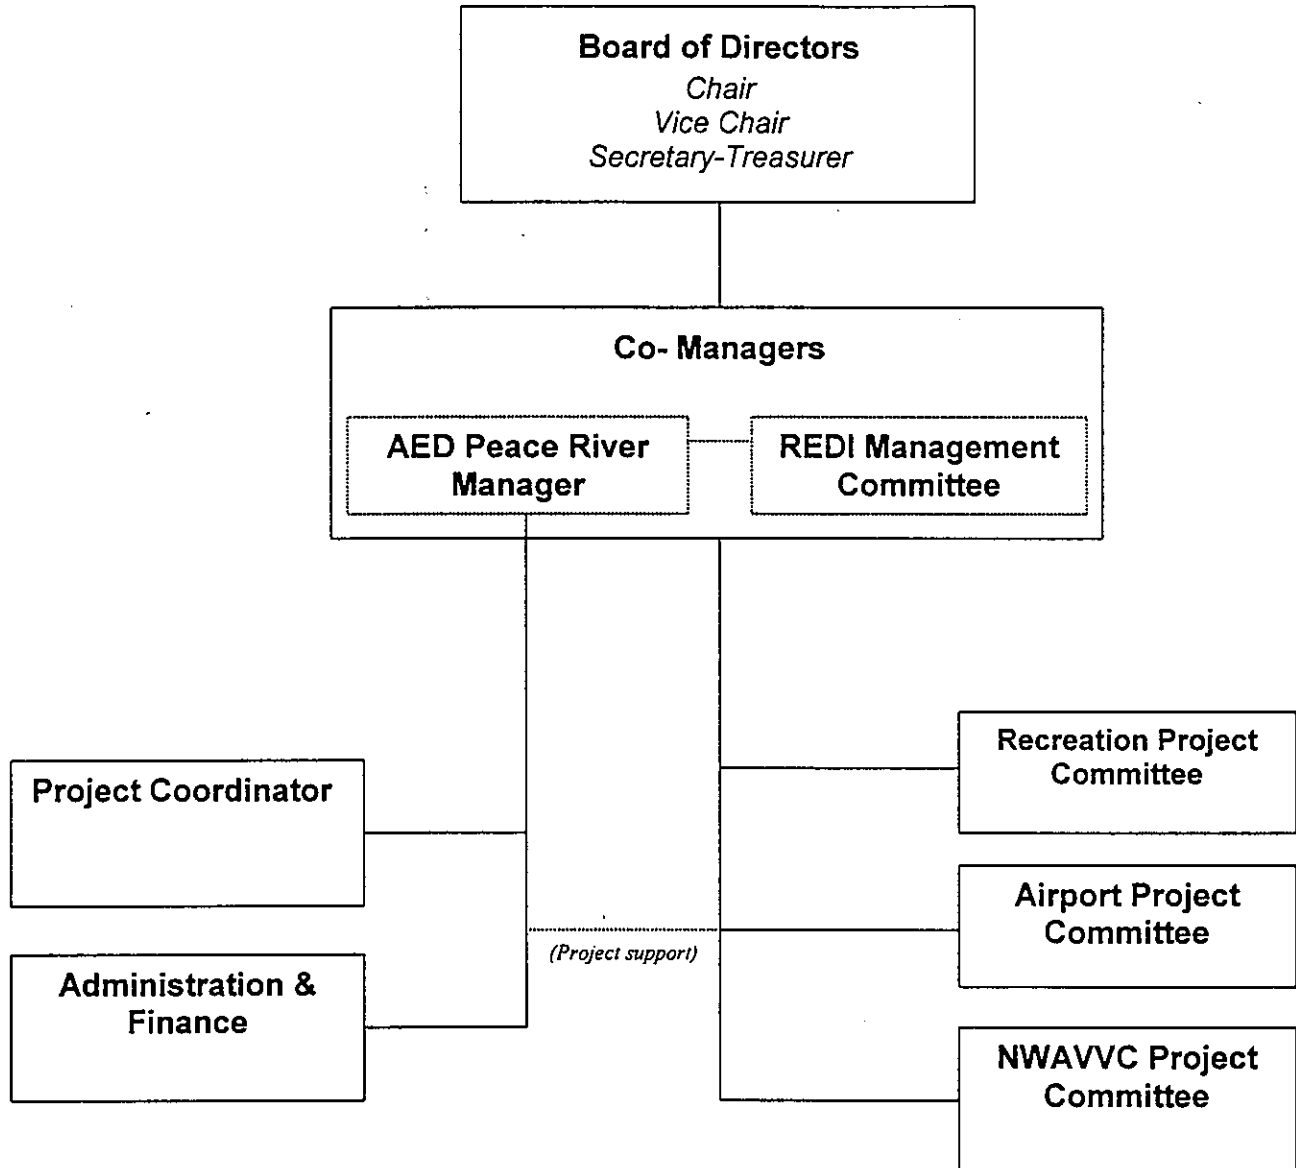 Board of Directors
Chair
Vice Chair
Secretary-Treasurer
Co- Managers
AED Peace River
Manager
REDI Management
Committee
Project Coordinator
Administration &
Finance
(Project support)
Recreation Project
Committee
Airport Project
Committee
NWAVVC Project
Committee